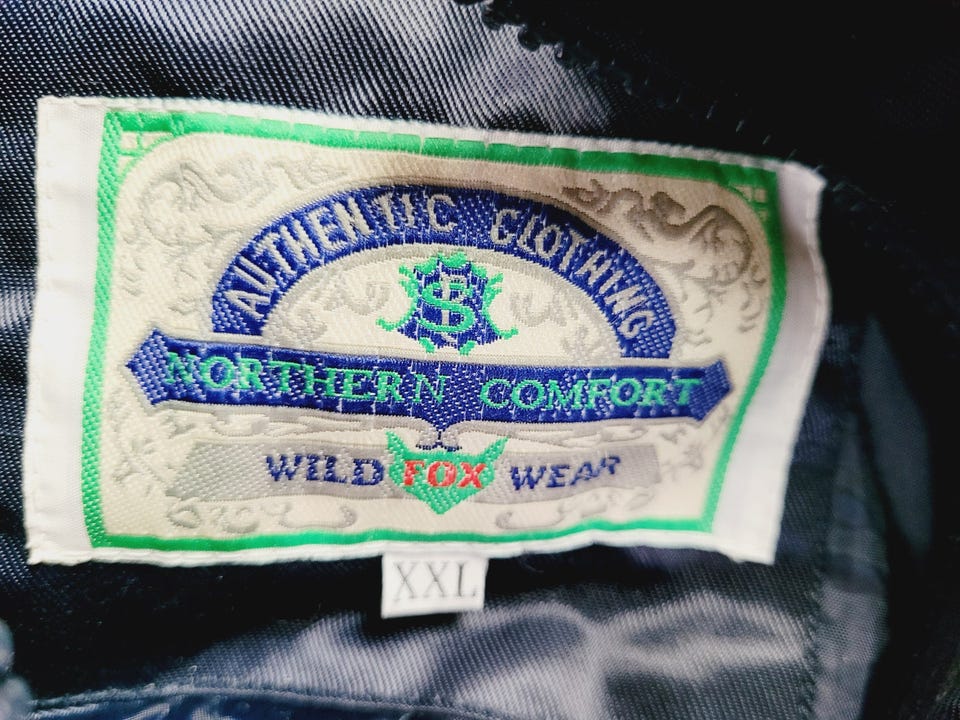 AUTHENTIC CLOTHING
NORTHERN COMFORT
WILD FOX WEAR
XXL